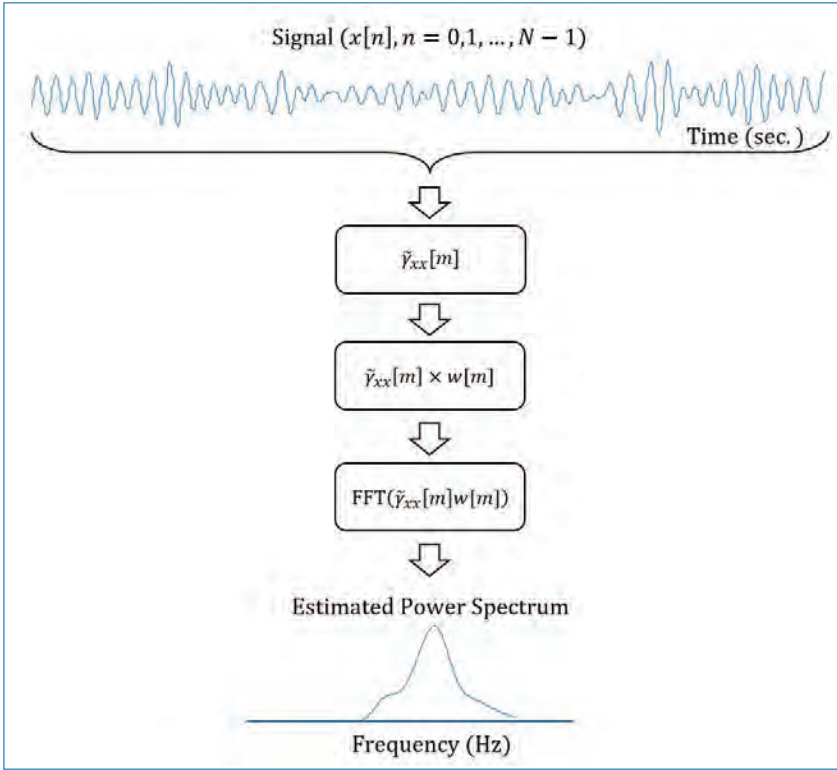 Signal (x[n], n = 0,1, … , N − 1)
Time (sec. )
γ̃ₓₓ[m]
γ̃ₓₓ[m] × w[m]
FFT(γ̃ₓₓ[m]w[m])
Estimated Power Spectrum
Frequency (Hz)